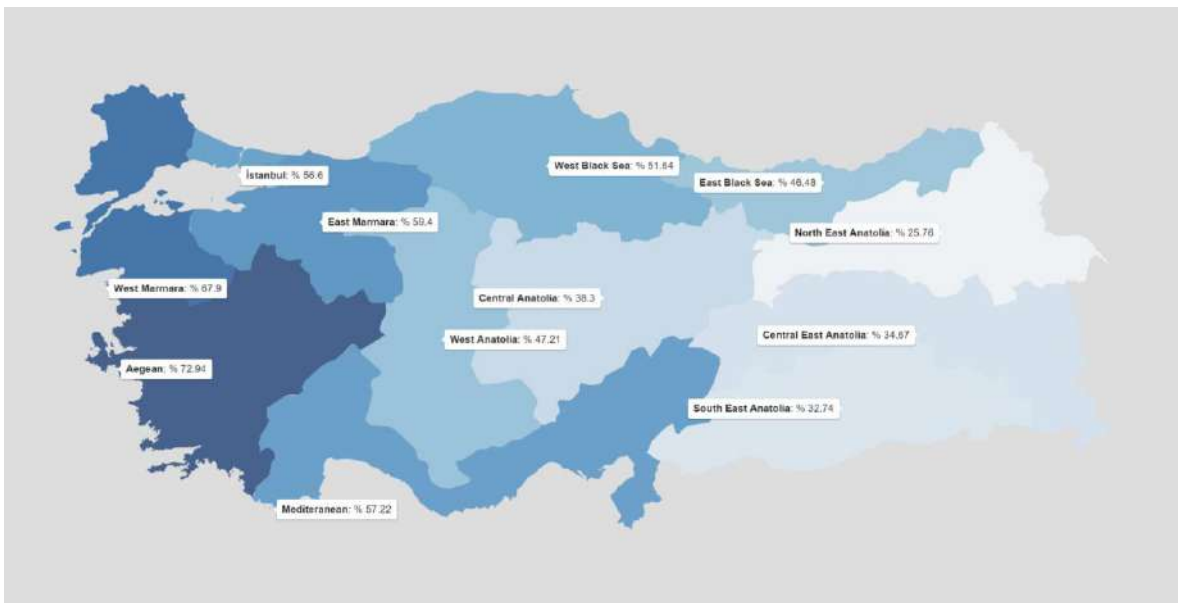 West Black Sea: % 51.64
İstanbul: % 56.6
East Black Sea: % 46.48
East Marmara: % 59.4
North East Anatolia: % 25.76
West Marmara: % 67.9
Central Anatolia: % 38.3
West Anatolia: % 47.21
Central East Anatolia: % 34.67
Aegean: % 72.94
South East Anatolia: % 32.74
Mediteranean: % 57.22